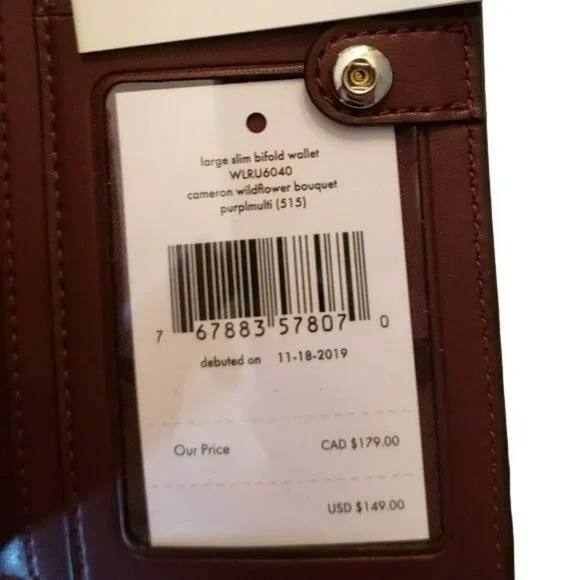 large slim bifold wallet
WLRU6040
cameron wildflower bouquet
purplmulti (515)
7 67883 57807 0
debuted on 11-18-2019
Our Price CAD $179.00
USD $149.00